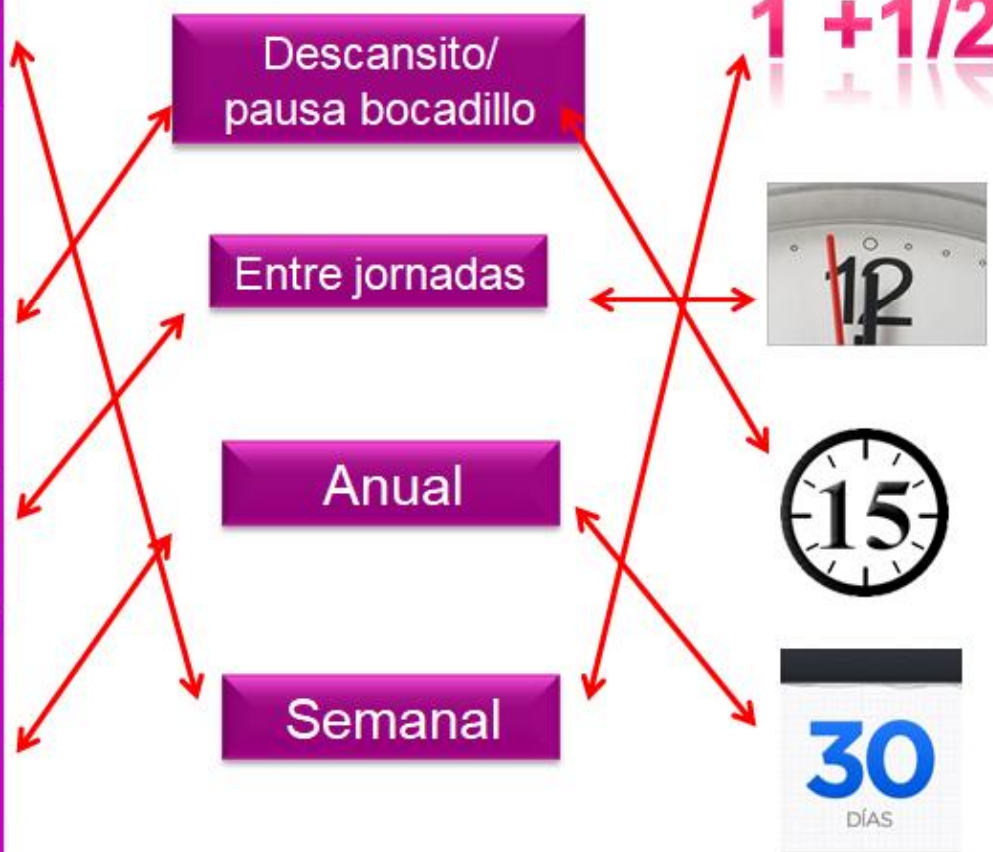 Descansito/
pausa bocadillo
1 +1/2
Entre jornadas
12
Anual
15
Semanal
30
DÍAS